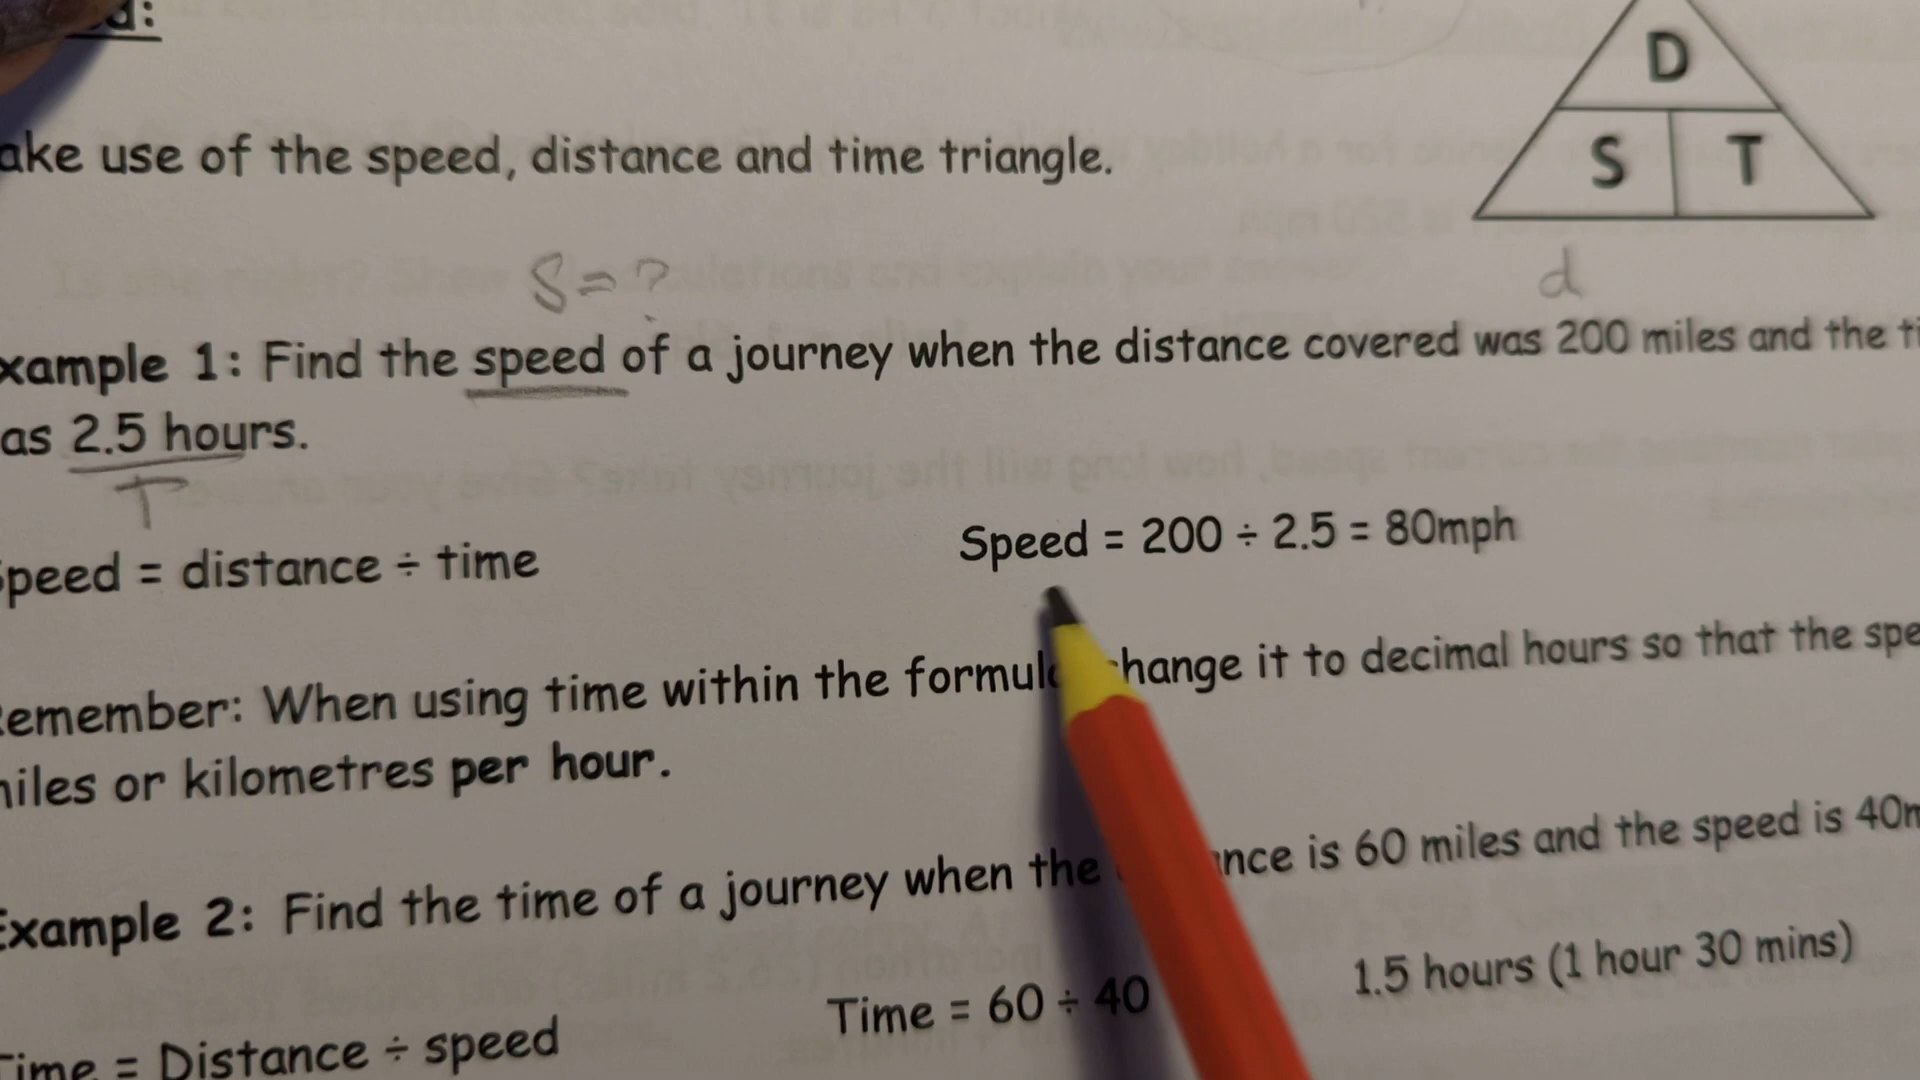 d:
D
S T
ake use of the speed, distance and time triangle.
S = ?
d
xample 1: Find the speed of a journey when the distance covered was 200 miles and the ti
as 2.5 hours.
T
peed = distance ÷ time
Speed = 200 ÷ 2.5 = 80mph
emember: When using time within the formul hange it to decimal hours so that the spe
iles or kilometres per hour.
Example 2: Find the time of a journey when the nce is 60 miles and the speed is 40m
Time = 60 ÷ 40
1.5 hours (1 hour 30 mins)
Time = Distance ÷ speed